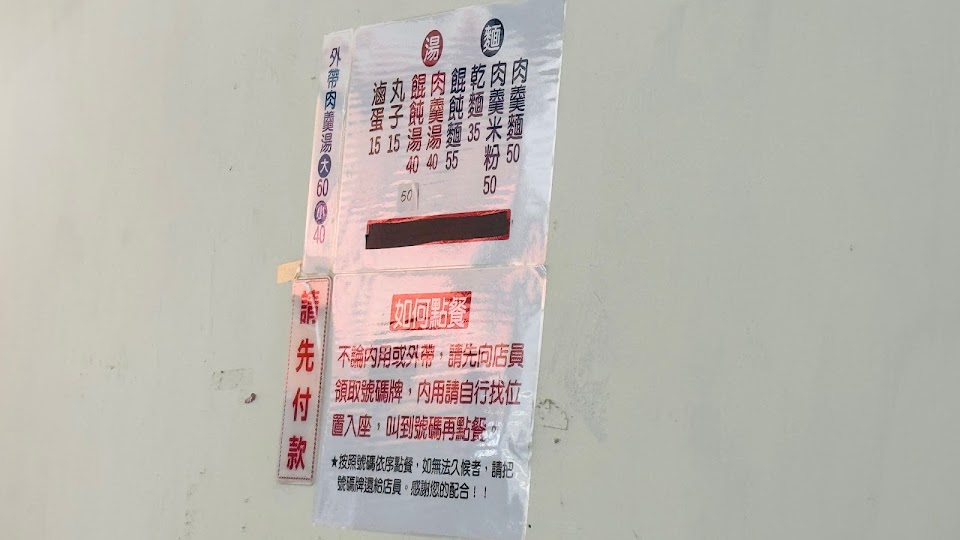 麵
肉羹麵50
肉羹米粉50
乾麵35
餛飩麵55
湯
肉羹湯40
餛飩湯40
50
丸子15
滷蛋15
外帶肉羹湯大60小40
請先付款
如何點餐
不論內用或外帶，請先向店員
領取號碼牌，內用請自行找位
置入座，叫到號碼再點餐。
★按照號碼依序點餐，如無法久候者，請把
號碼牌還給店員。感謝您的配合！！